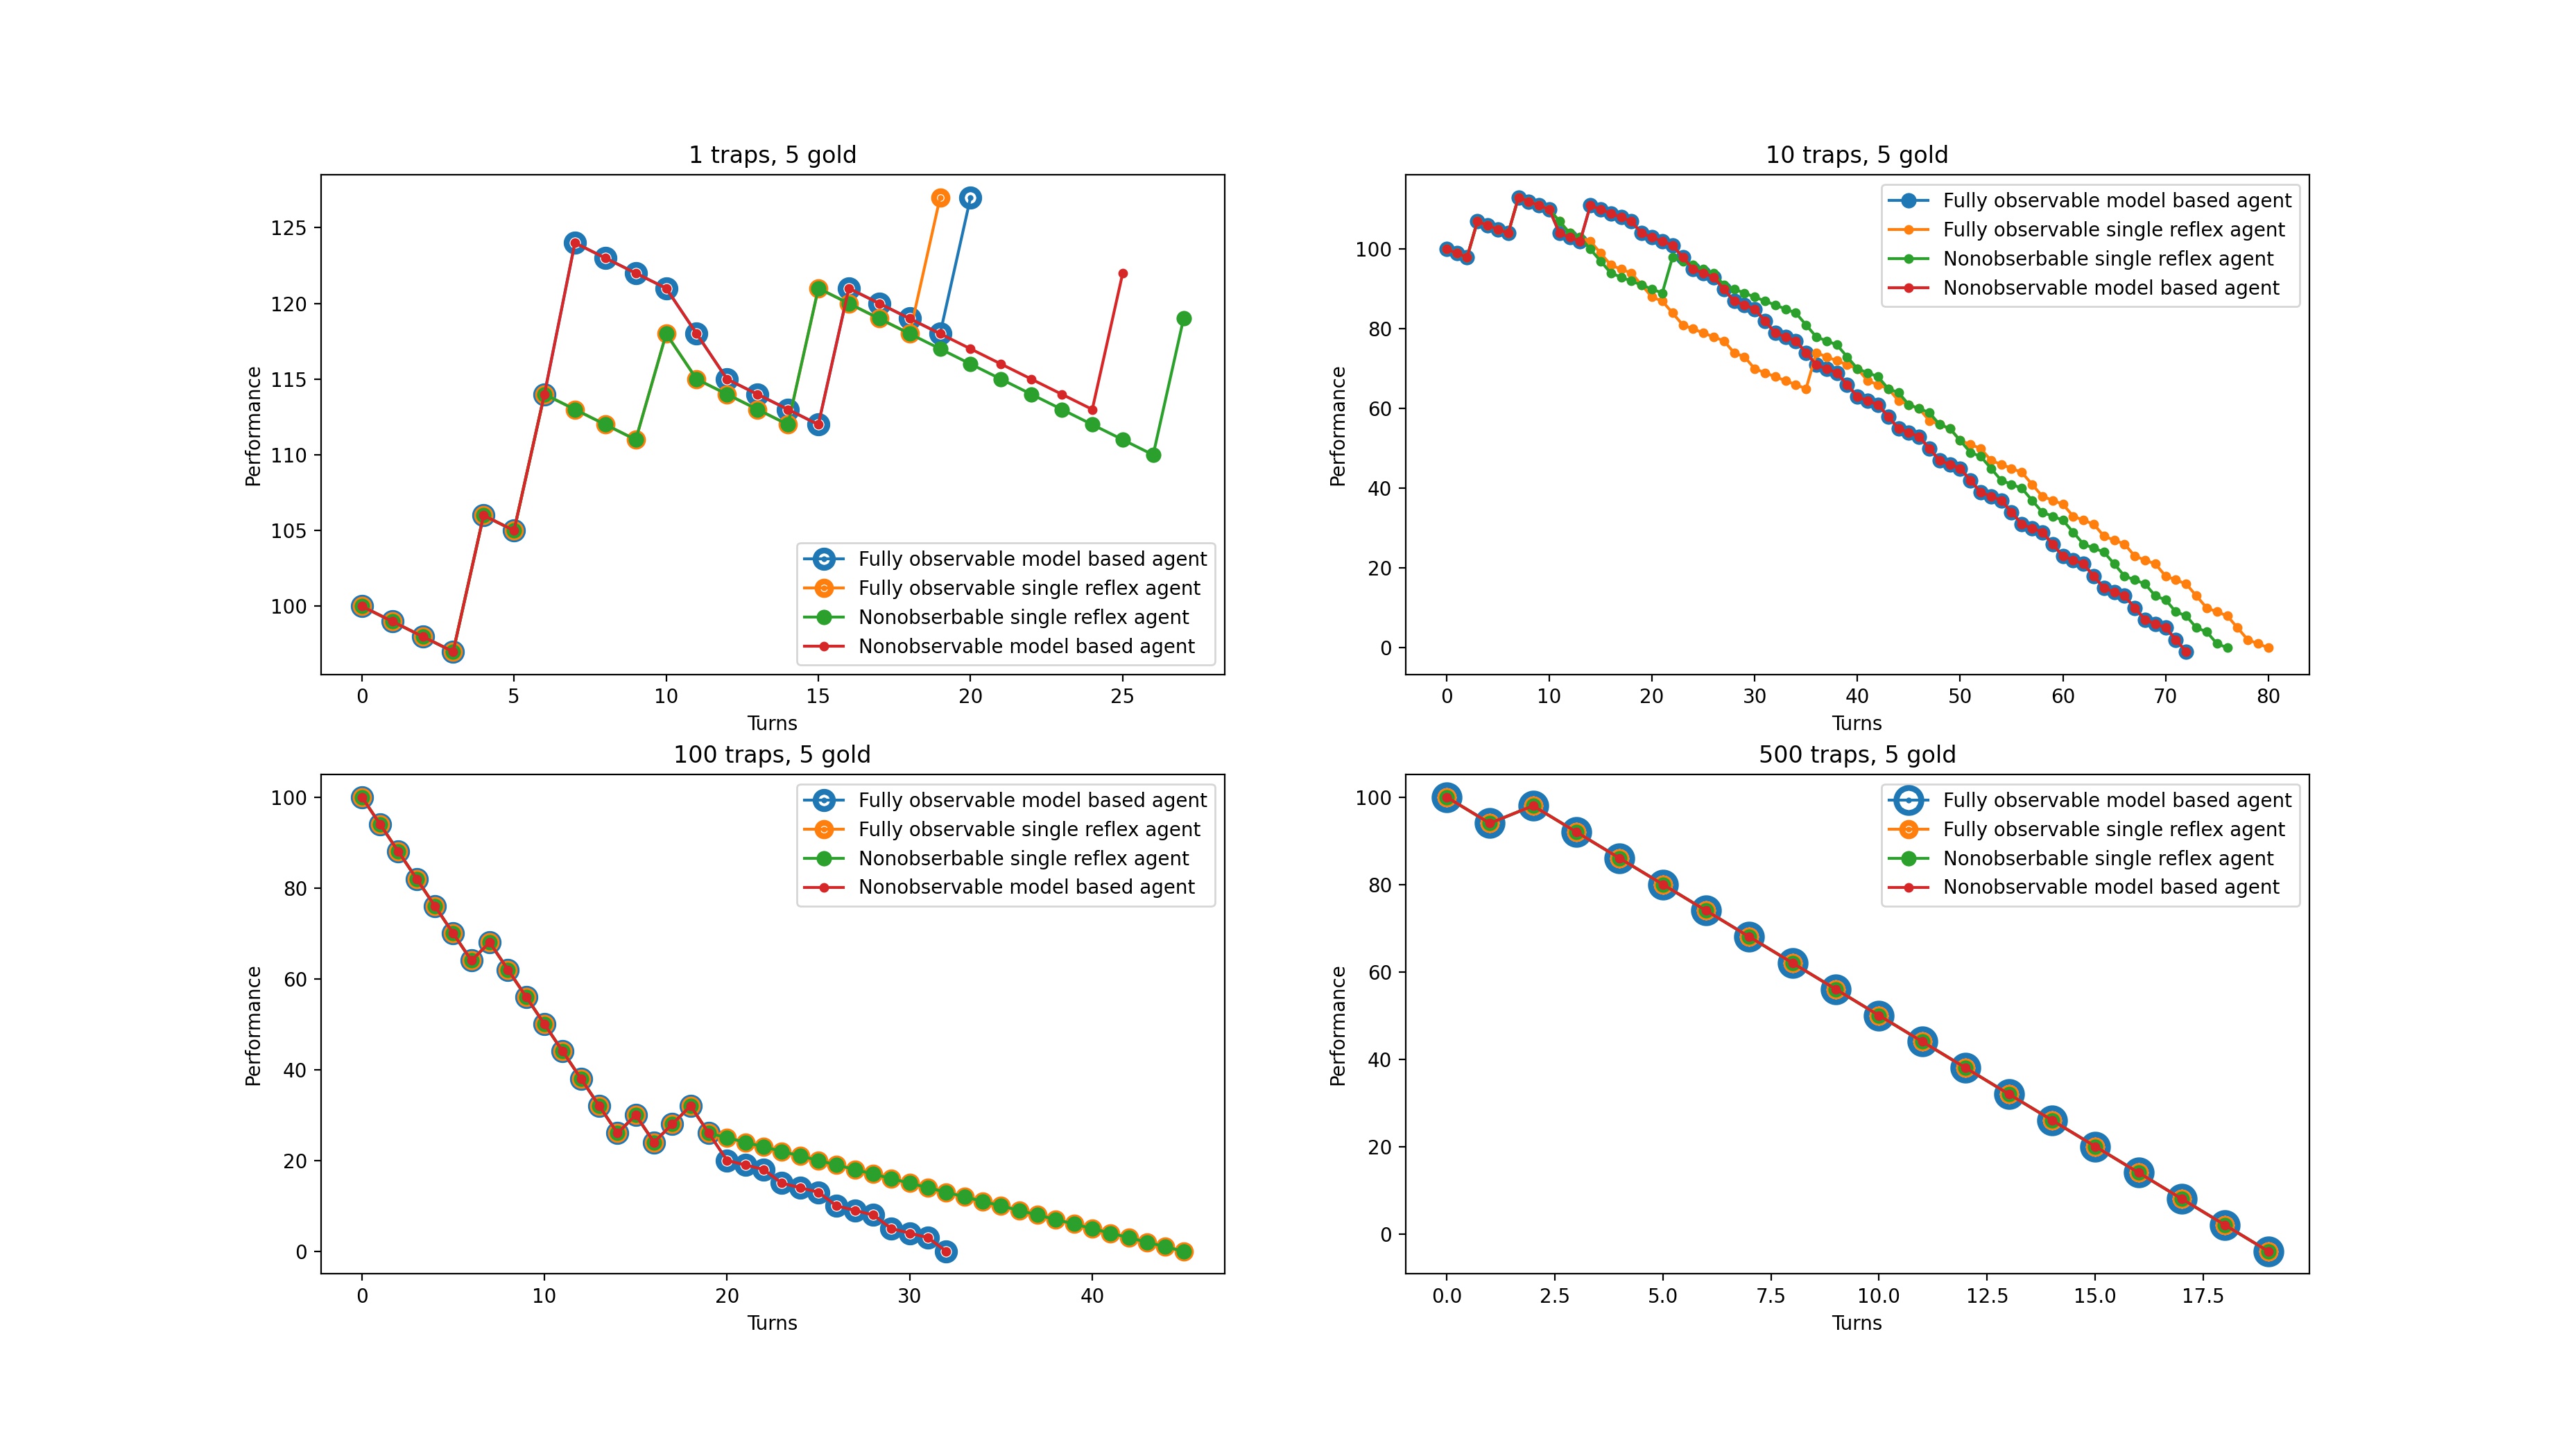 1 traps, 5 gold
Performance
125
120
115
110
105
100
Fully observable model based agent
Fully observable single reflex agent
Nonobserbable single reflex agent
Nonobservable model based agent
0 5 10 15 20 25
Turns
10 traps, 5 gold
Performance
100
80
60
40
20
0
Fully observable model based agent
Fully observable single reflex agent
Nonobserbable single reflex agent
Nonobservable model based agent
0 10 20 30 40 50 60 70 80
Turns
100 traps, 5 gold
Performance
100
80
60
40
20
0
Fully observable model based agent
Fully observable single reflex agent
Nonobserbable single reflex agent
Nonobservable model based agent
0 10 20 30 40
Turns
500 traps, 5 gold
Performance
100
80
60
40
20
0
Fully observable model based agent
Fully observable single reflex agent
Nonobserbable single reflex agent
Nonobservable model based agent
0.0 2.5 5.0 7.5 10.0 12.5 15.0 17.5
Turns